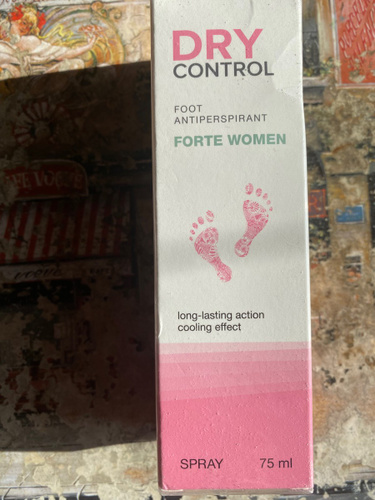 DRY
CONTROL
FOOT
ANTIPERSPIRANT
FORTE WOMEN
long-lasting action
cooling effect
SPRAY 75 ml